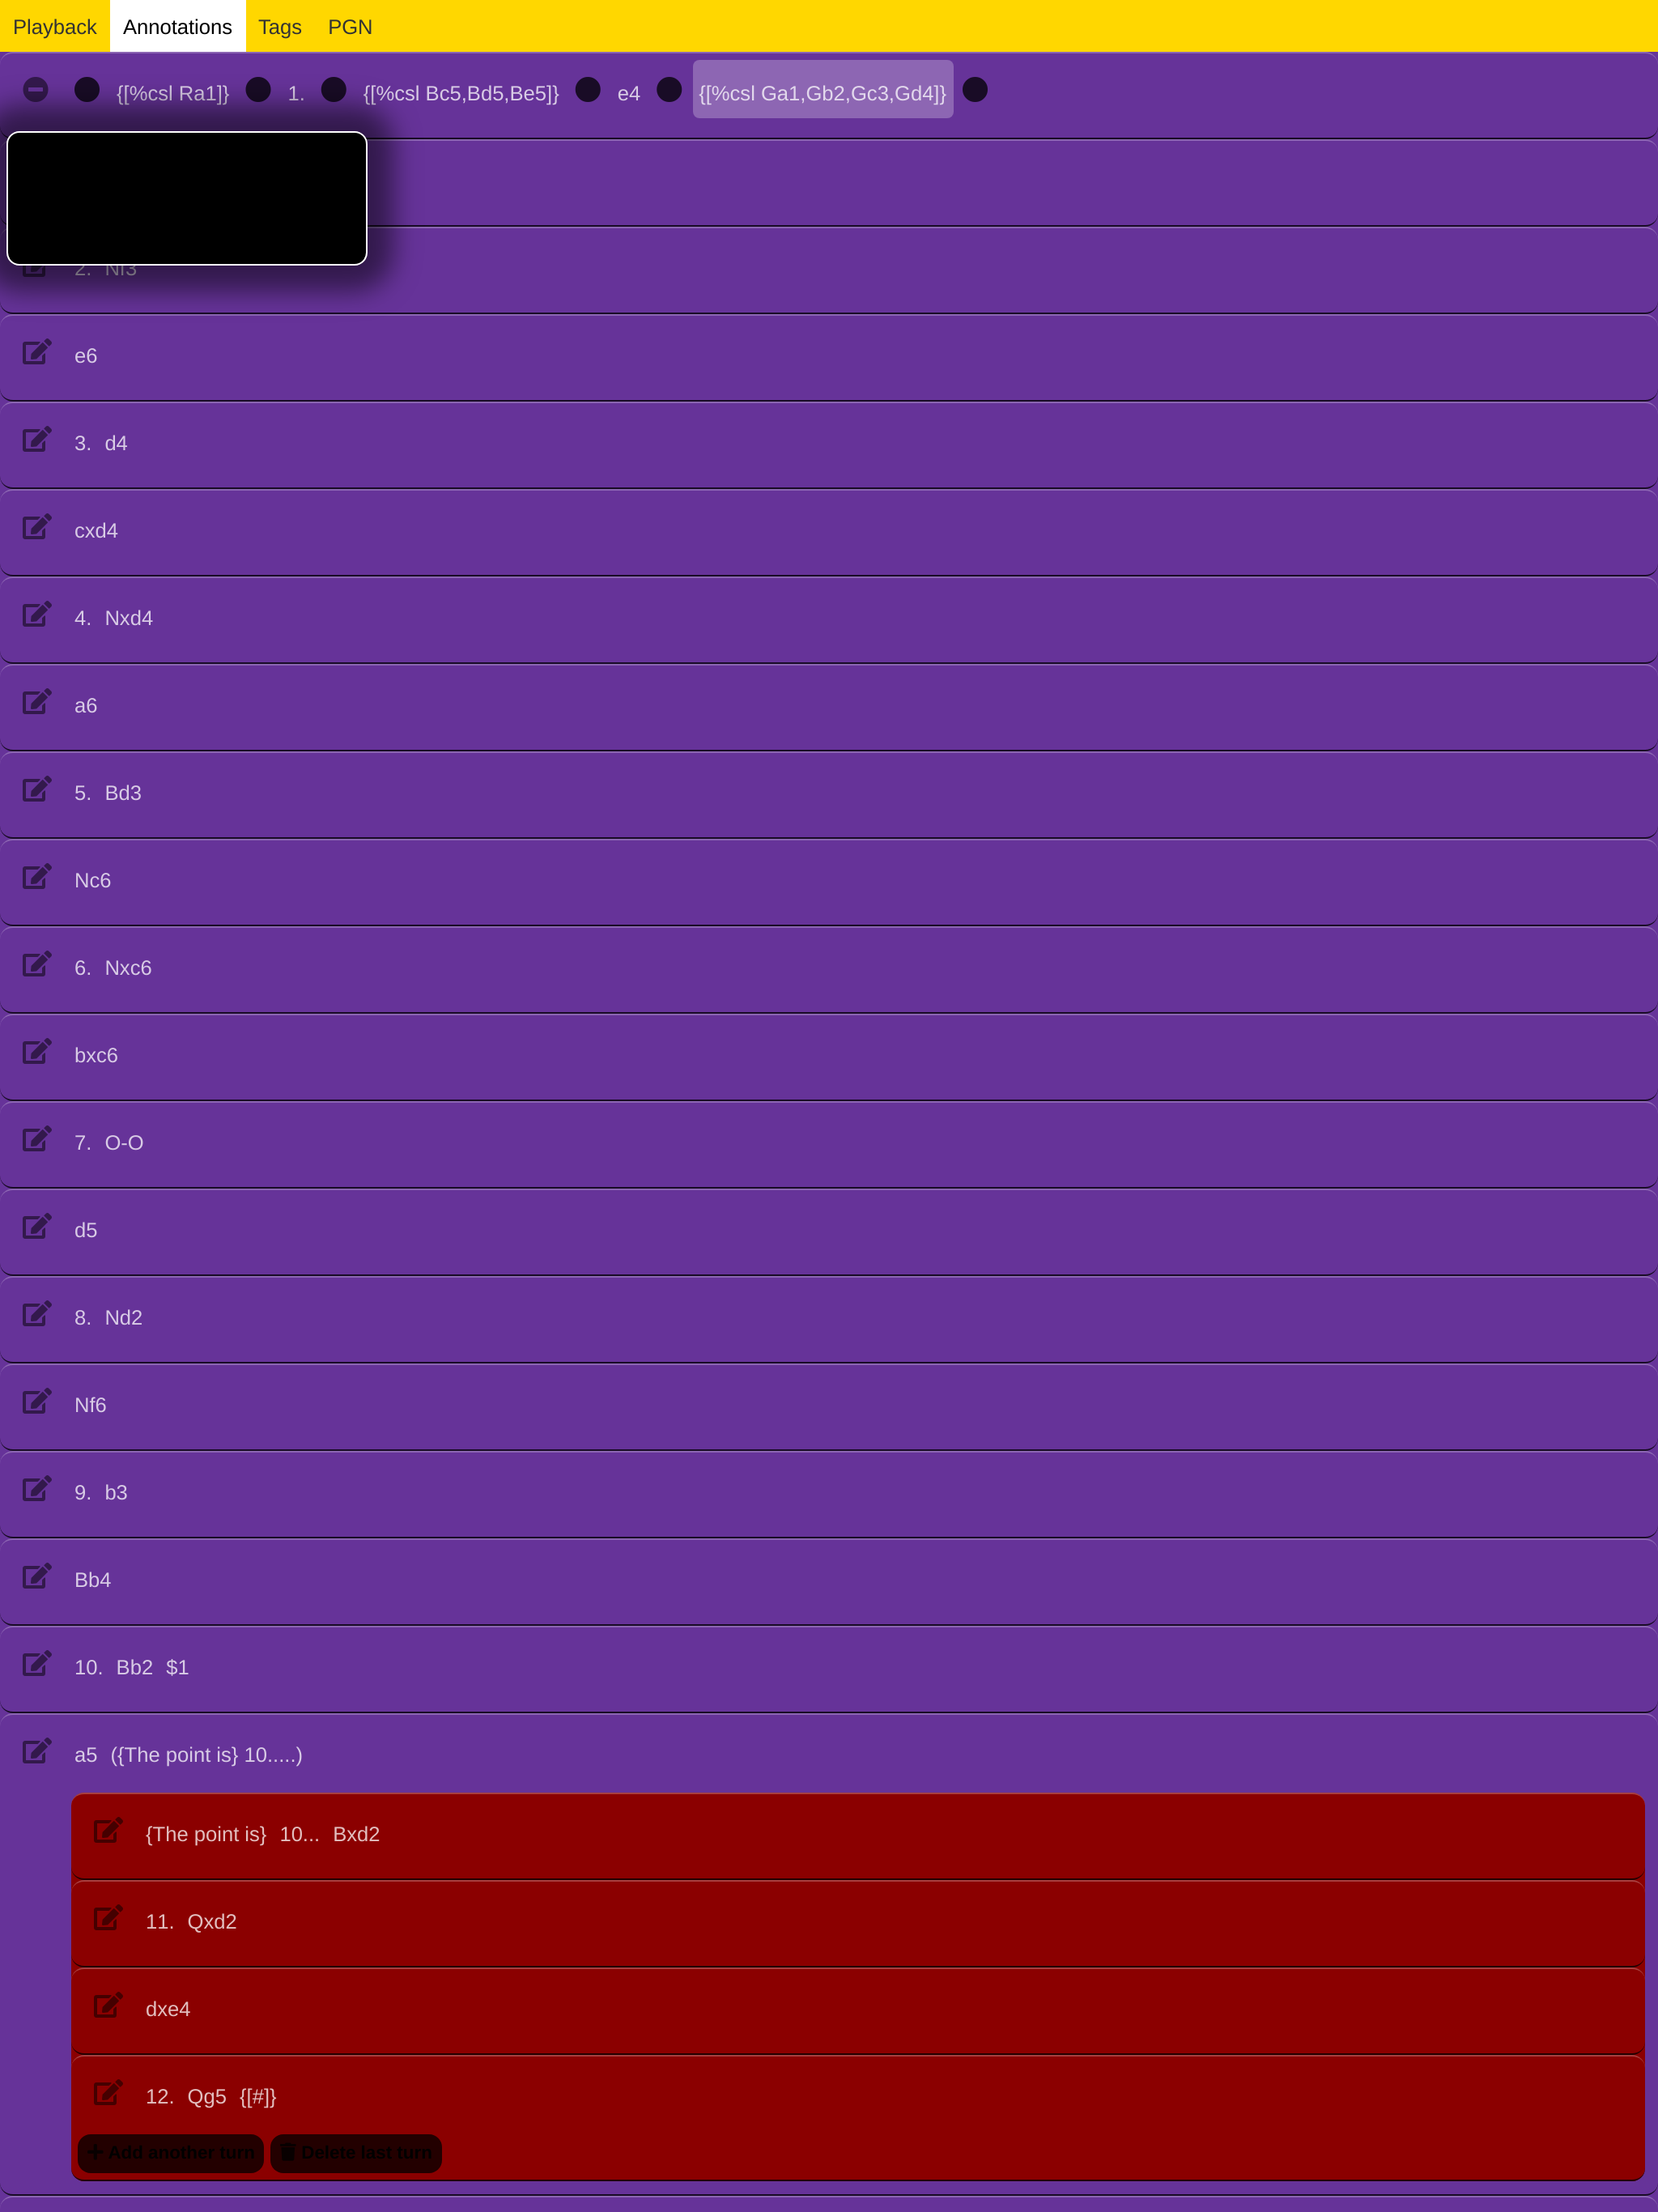 Playback Annotations Tags PGN
{[%csl Ra1]} 1. {[%csl Bc5,Bd5,Be5]} e4 {[%csl Ga1,Gb2,Gc3,Gd4]}
2. Nf3
e6
3. d4
cxd4
4. Nxd4
a6
5. Bd3
Nc6
6. Nxc6
bxc6
7. O-O
d5
8. Nd2
Nf6
9. b3
Bb4
10. Bb2 $1
a5 ({The point is} 10.....)
{The point is} 10... Bxd2
11. Qxd2
dxe4
12. Qg5 {[#]}
Add another turn Delete last turn